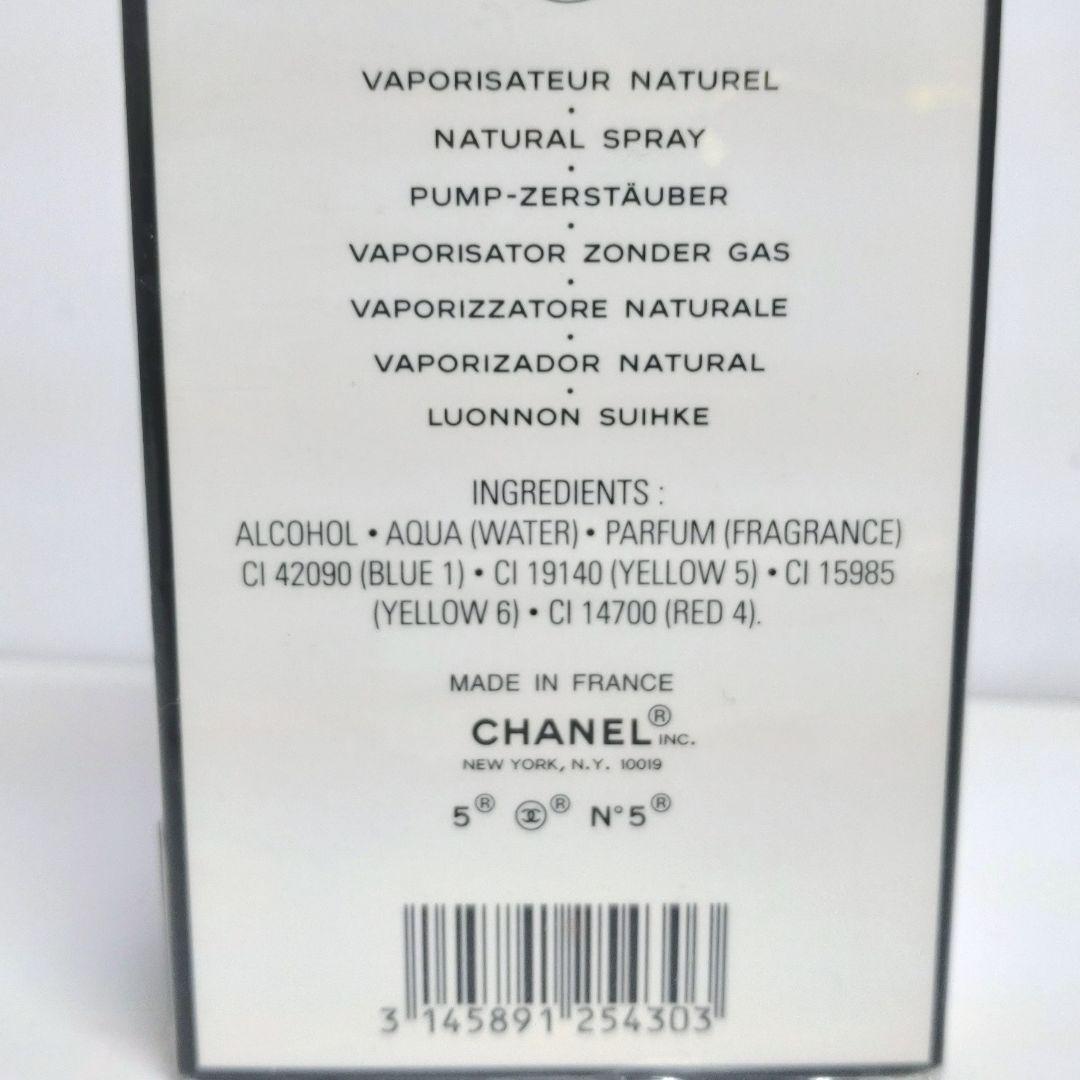 VAPORISATEUR NATUREL
•
NATURAL SPRAY
•
PUMP-ZERSTÄUBER
•
VAPORISATOR ZONDER GAS
•
VAPORIZZATORE NATURALE
•
VAPORIZADOR NATURAL
•
LUONNON SUIHKE
INGREDIENTS :
ALCOHOL • AQUA (WATER) • PARFUM (FRAGRANCE)
CI 42090 (BLUE 1) • CI 19140 (YELLOW 5) • CI 15985
(YELLOW 6) • CI 14700 (RED 4).
MADE IN FRANCE
CHANEL® INC.
NEW YORK, N.Y. 10019
5® ® N°5®
3 145891 254303